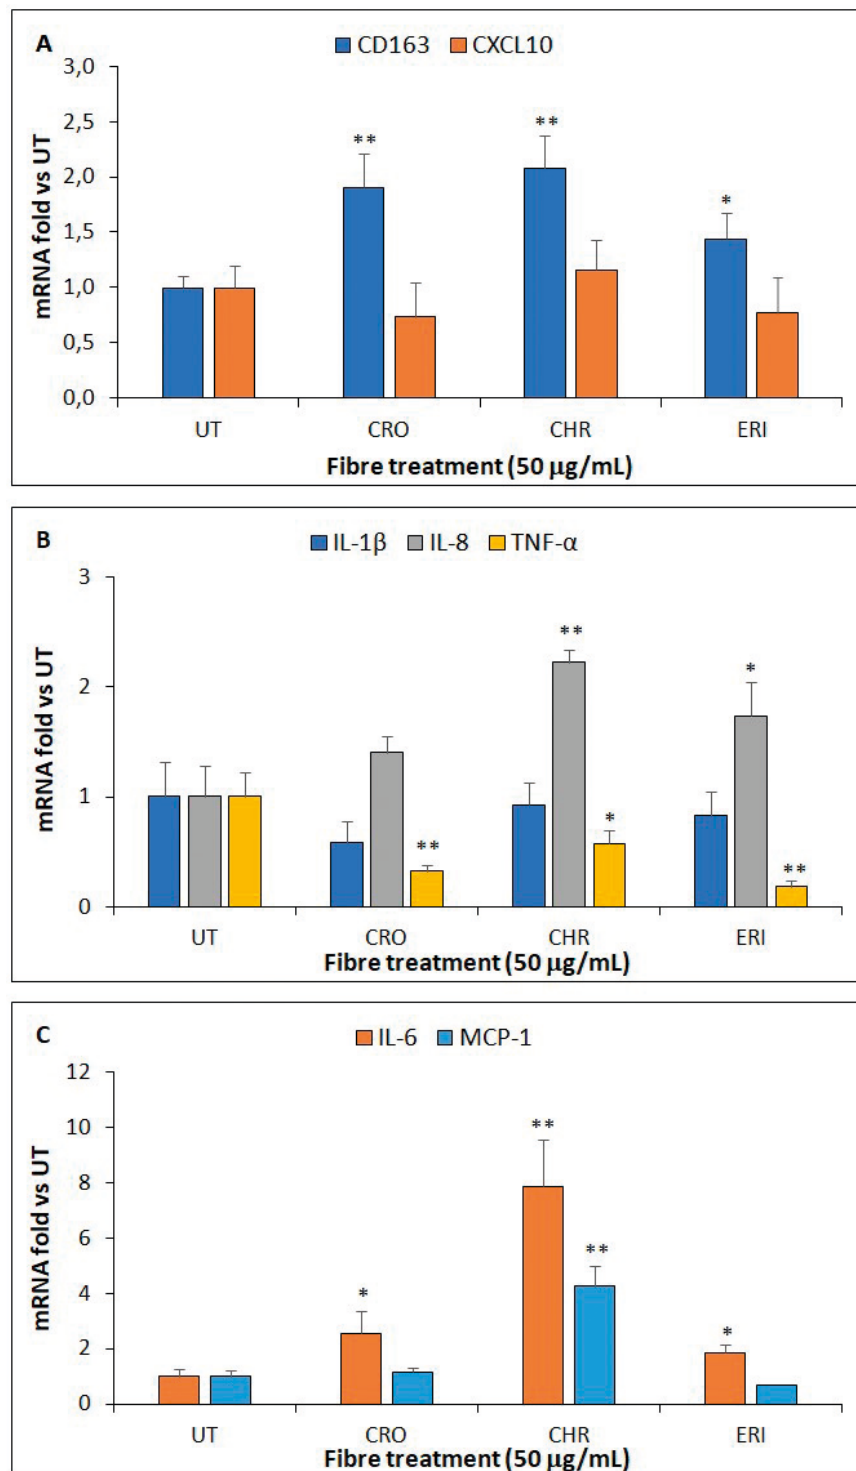 A
CD163 CXCL10
3,0
2,5
2,0
1,5
1,0
0,5
0,0
mRNA fold vs UT
** ** *
UT CRO CHR ERI
Fibre treatment (50 µg/mL)
B
IL-1β IL-8 TNF-α
3
2
1
0
mRNA fold vs UT
** *
** * **
UT CRO CHR ERI
Fibre treatment (50 µg/mL)
C
IL-6 MCP-1
12
10
8
6
4
2
0
mRNA fold vs UT
**
**
* *
UT CRO CHR ERI
Fibre treatment (50 µg/mL)